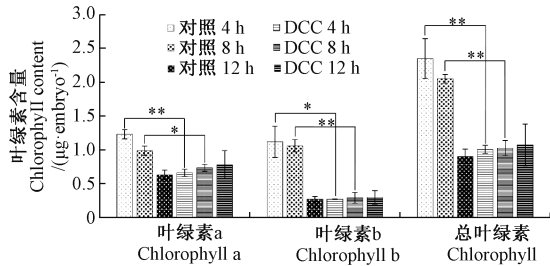 叶绿素含量
Chlorophyll content
/(μg·embryo⁻¹)
3.0
2.5
2.0
1.5
1.0
0.5
0
对照 4 h
DCC 4 h
对照 8 h
DCC 8 h
对照 12 h
DCC 12 h
**
*
*
**
**
**
叶绿素a
Chlorophyll a
叶绿素b
Chlorophyll b
总叶绿素
Chlorophyll